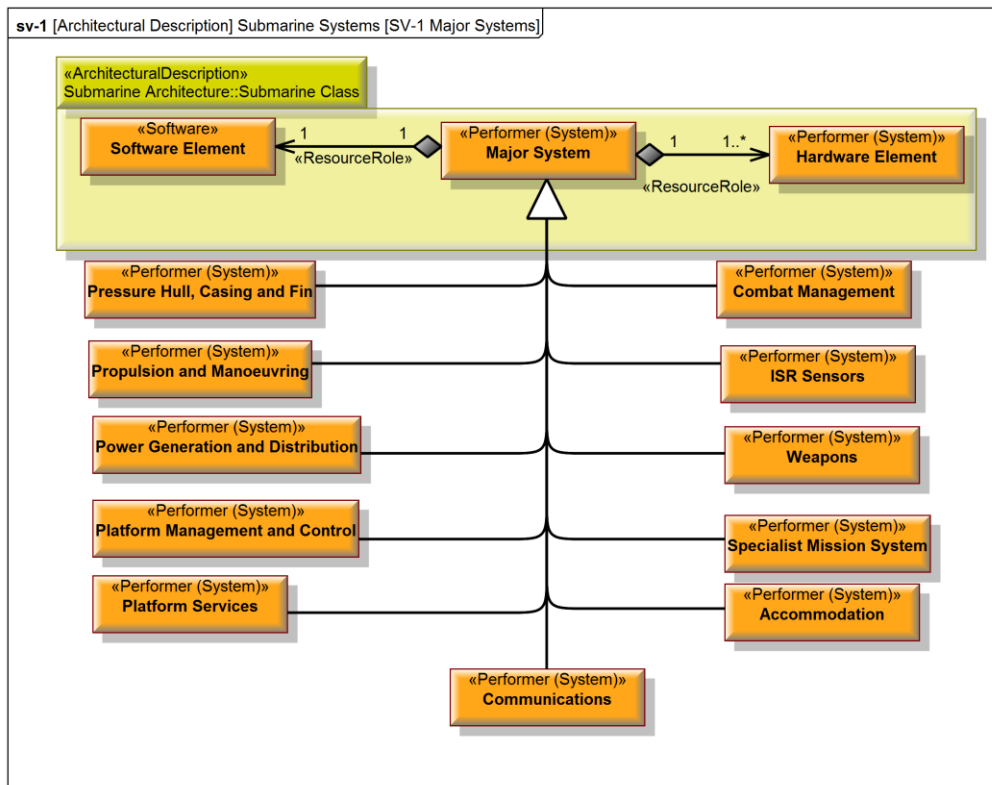 sv-1 [Architectural Description] Submarine Systems [SV-1 Major Systems]
«ArchitecturalDescription»
Submarine Architecture::Submarine Class
«Software»
Software Element
1
1
«ResourceRole»
«Performer (System)»
Major System
1
1..*
«ResourceRole»
«Performer (System)»
Hardware Element
«Performer (System)»
Pressure Hull, Casing and Fin
«Performer (System)»
Combat Management
«Performer (System)»
Propulsion and Manoeuvring
«Performer (System)»
ISR Sensors
«Performer (System)»
Power Generation and Distribution
«Performer (System)»
Weapons
«Performer (System)»
Platform Management and Control
«Performer (System)»
Specialist Mission System
«Performer (System)»
Platform Services
«Performer (System)»
Accommodation
«Performer (System)»
Communications